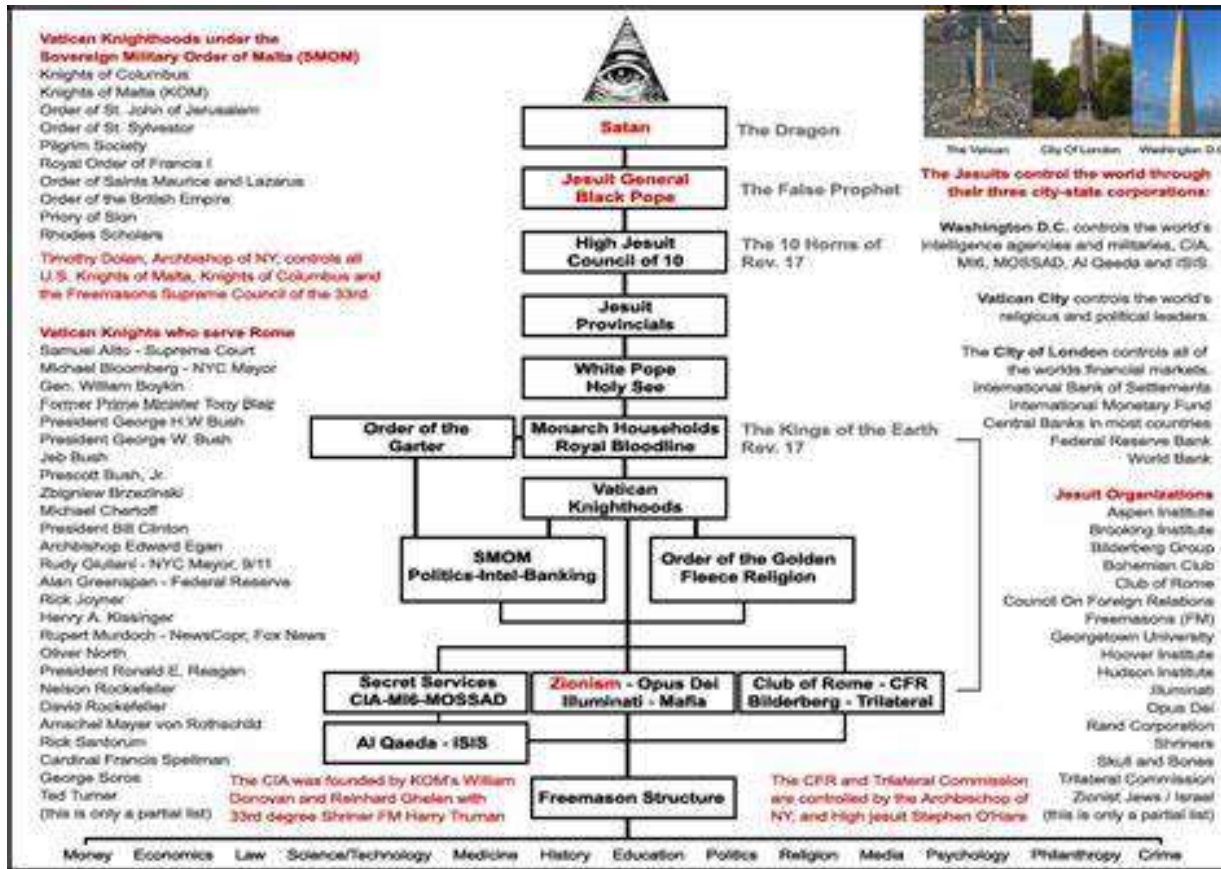 Vatican Knighthoods under the
Sovereign Military Order of Malta (SMOM)
Knights of Columbus
Knights of Malta (KOM)
Order of St. John of Jerusalem
Order of St. Sylvestor
Pilgrim Society
Royal Order of Francis I
Order of Saints Maurice and Lazarus
Order of the British Empire
Priory of Sion
Rhodes Scholars
Timothy Dolan, Archbishop of NY, controls all
U.S. Knights of Malta, Knights of Columbus and
the Freemasons Supreme Council of the 33rd.
Vatican Knights who serve Rome
Samuel Alito - Supreme Court
Michael Bloomberg - NYC Mayor
Gen. William Boykin
Former Prime Minister Tony Blair
President George H.W Bush
President George W. Bush
Jeb Bush
Prescott Bush, Jr.
Zbigniew Brzezinski
Michael Chertoff
President Bill Clinton
Archbishop Edward Egan
Rudy Giuliani - NYC Mayor, 9/11
Alan Greenspan - Federal Reserve
Rick Joyner
Henry A. Kissinger
Rupert Murdoch - NewsCopr, Fox News
Oliver North
President Ronald E. Reagan
Nelson Rockefeller
David Rockefeller
Amschel Mayer von Rothschild
Rick Santorum
Cardinal Francis Spellman
George Soros
Ted Turner
(this is only a partial list)
Satan
The Dragon
Jesuit General
Black Pope
The False Prophet
High Jesuit
Council of 10
The 10 Horns of
Rev. 17
Jesuit
Provincials
White Pope
Holy See
Order of the
Garter
Monarch Households
Royal Bloodline
The Kings of the Earth
Rev. 17
Vatican
Knighthoods
SMOM
Politics-Intel-Banking
Order of the Golden
Fleece Religion
Secret Services
CIA-MI6-MOSSAD
Zionism - Opus Dei
Illuminati - Mafia
Club of Rome - CFR
Bilderberg - Trilateral
Al Qaeda - ISIS
The CIA was founded by KOM's William
Donovan and Reinhard Ghelen with
33rd degree Shriner FM Harry Truman
Freemason Structure
The CFR and Trilateral Commission
are controlled by the Archbischop of
NY, and High jesuit Stephen O'Hare
The Vatican
City Of London
Washington D.C
The Jesuits control the world through
their three city-state corporations:
Washington D.C. controls the world's
intelligence agencies and militaries, CIA,
MI6, MOSSAD, Al Qaeda and ISIS.
Vatican City controls the world's
religious and political leaders.
The City of London controls all of
the worlds financial markets.
International Bank of Settlements
International Monetary Fund
Central Banks in most countries
Federal Reserve Bank
World Bank
Jesuit Organizations
Aspen Institute
Brooking Institute
Bilderberg Group
Bohemian Club
Club of Rome
Council On Foreign Relations
Freemasons (FM)
Georgetown University
Hoover Institute
Hudson Institute
Illuminati
Opus Dei
Rand Corporation
Shriners
Skull and Bones
Trilateral Commission
Zionist Jews / Israel
(this is only a partial list)
Money Economics Law Science/Technology Medicine History Education Politics Religion Media Psychology Philanthropy Crime